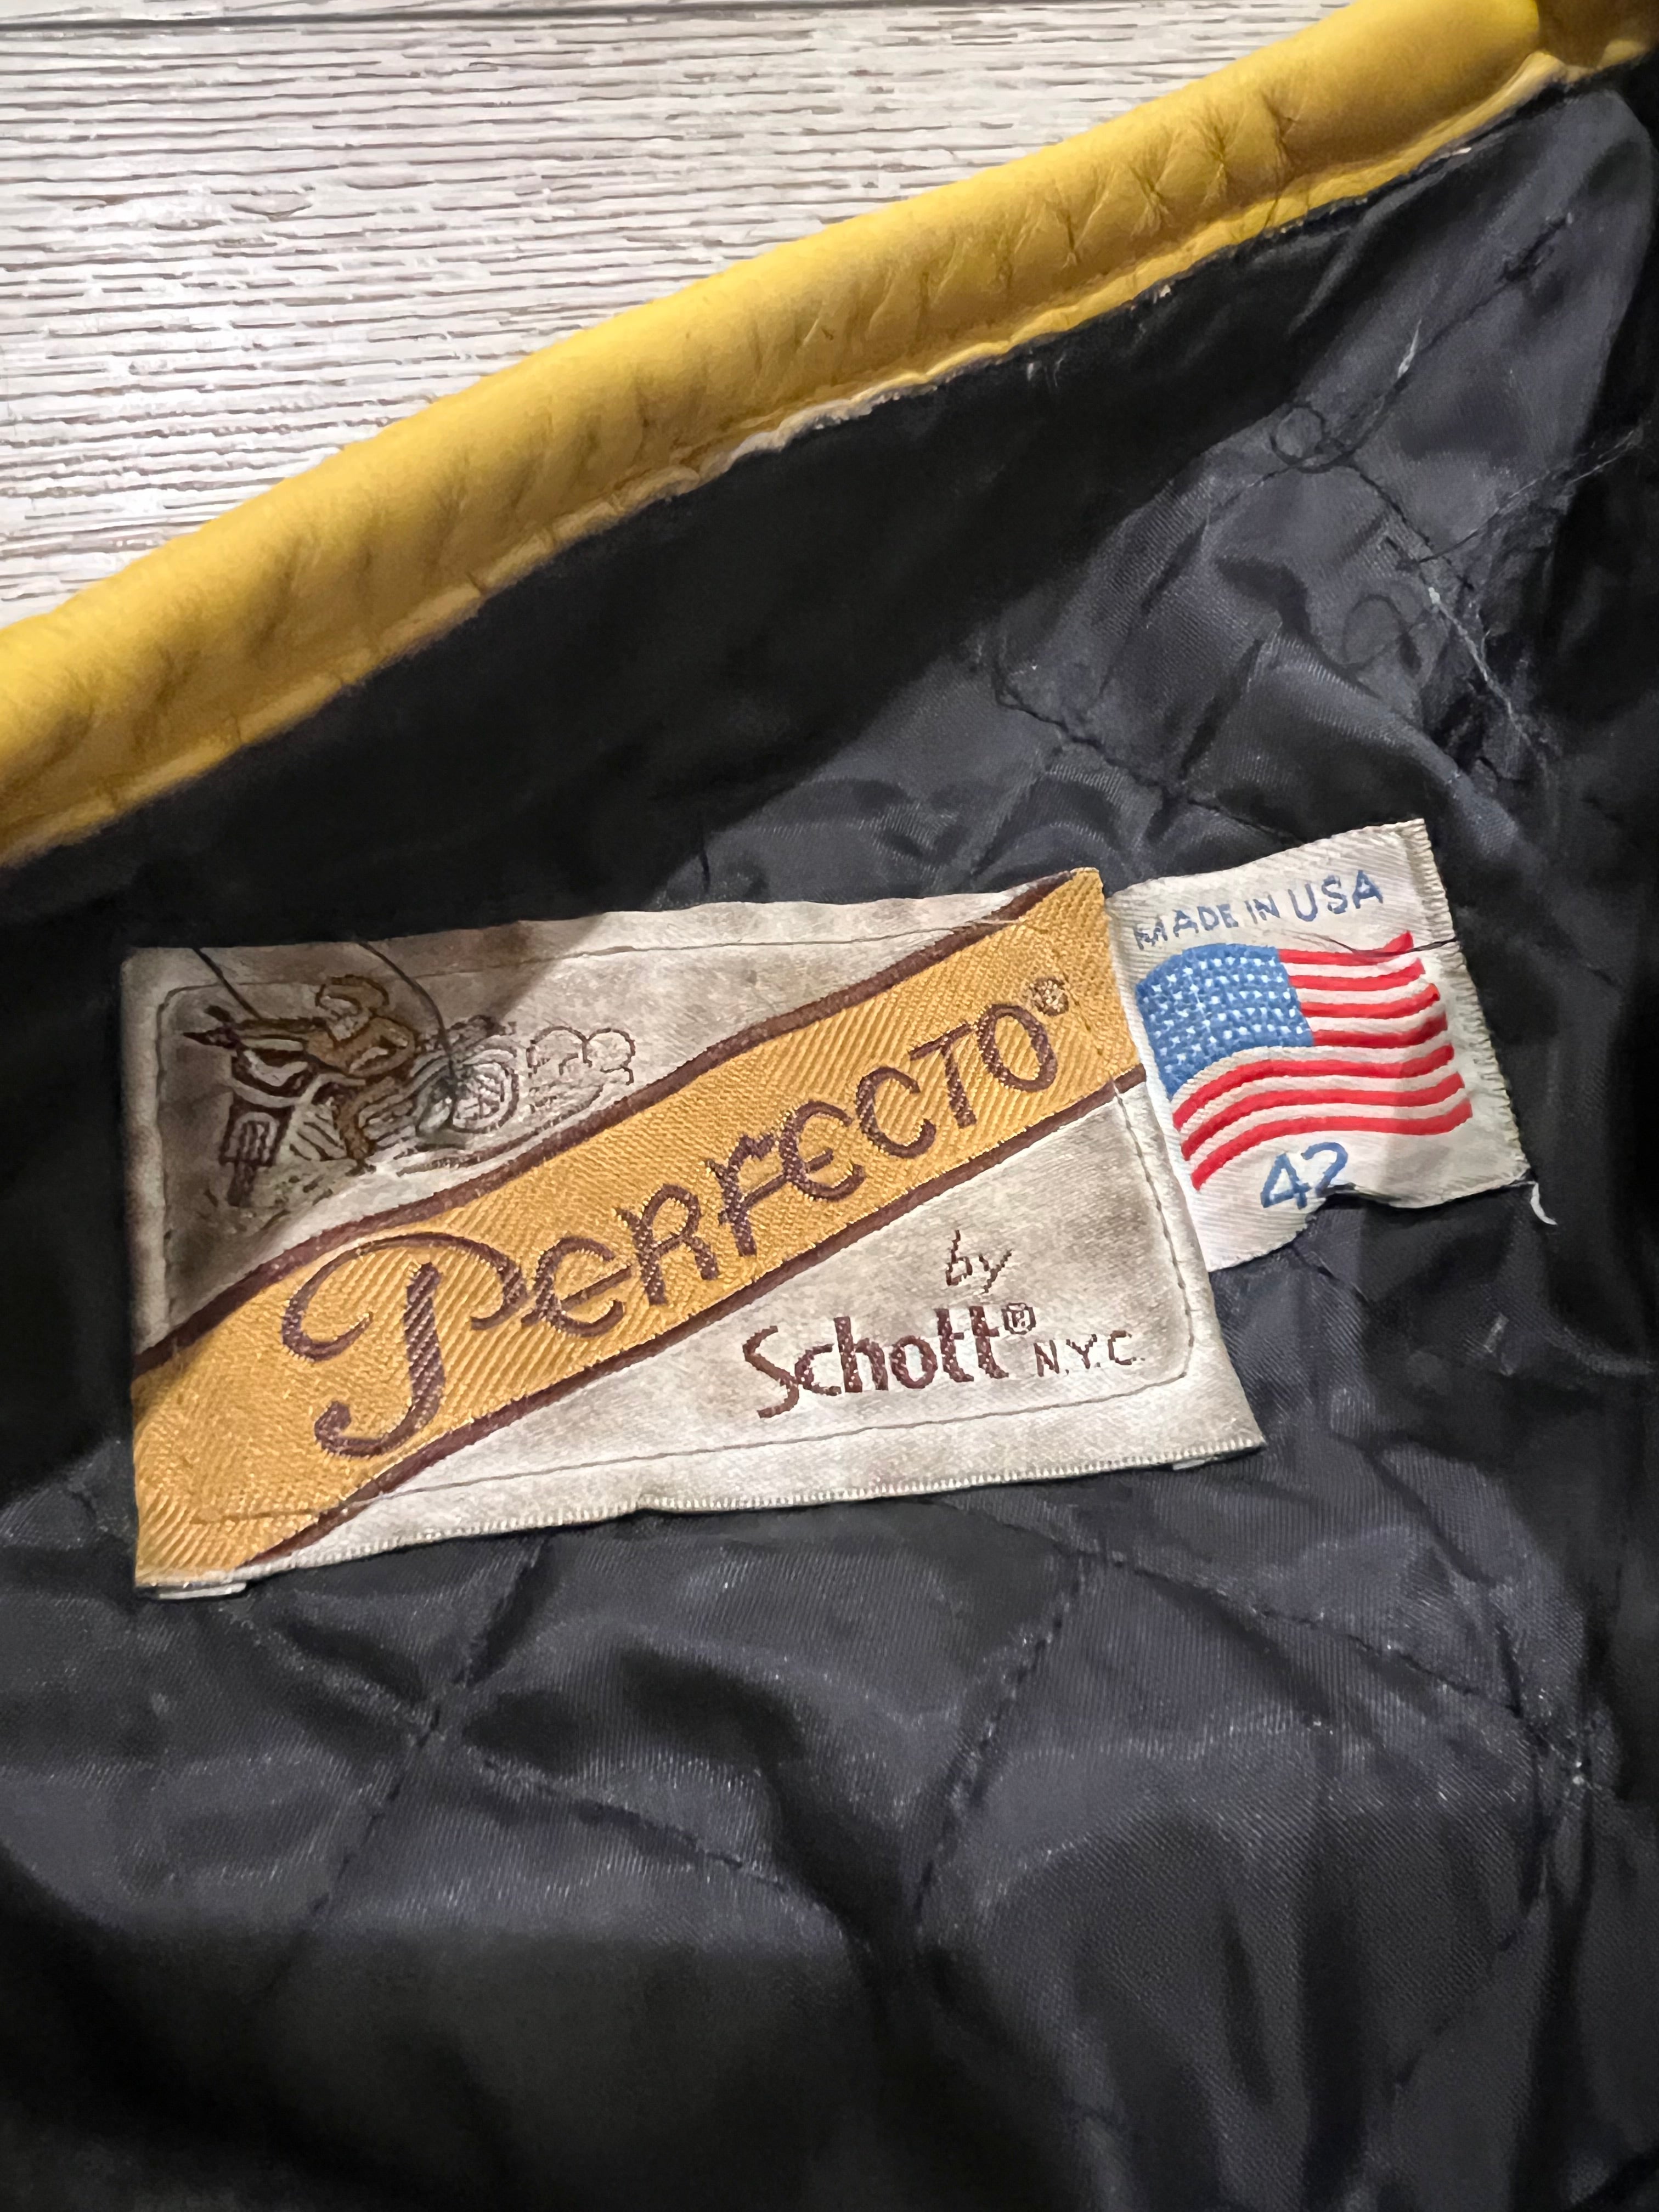 PERFECTO®
by
Schott® N.Y.C.
MADE IN USA
42